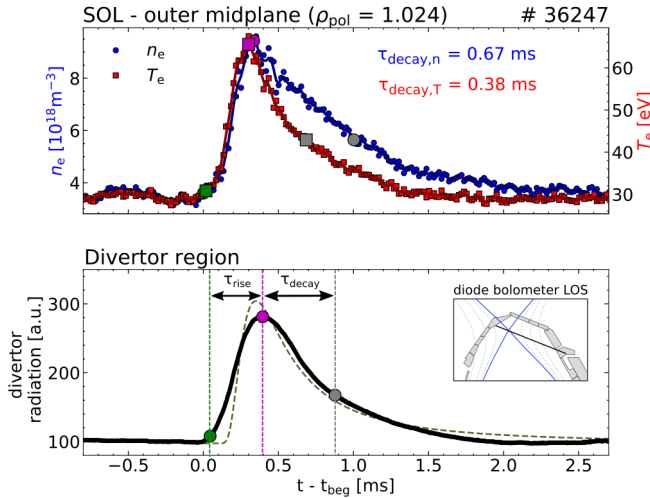 SOL - outer midplane (ρpol = 1.024)   # 36247
nₑ
Tₑ
τdecay,n = 0.67 ms
τdecay,T = 0.38 ms
nₑ [10¹⁸m⁻³]
8
6
4
Tₑ [eV]
60
50
40
30
Divertor region
τrise
τdecay
diode bolometer LOS
divertor
radiation [a.u.]
300
200
100
−0.5 0.0 0.5 1.0 1.5 2.0 2.5
t - tbeg [ms]